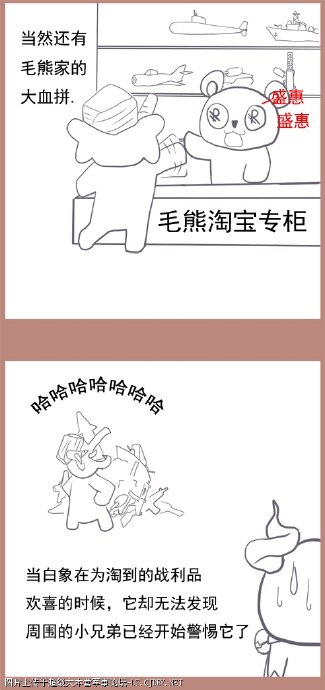 当然还有
毛熊家的
大血拼.
盛惠
盛惠
毛熊淘宝专柜
哈哈哈哈哈哈哈
当白象在为淘到的战利品
欢喜的时候，它却无法发现
周围的小兄弟已经开始警惕它了